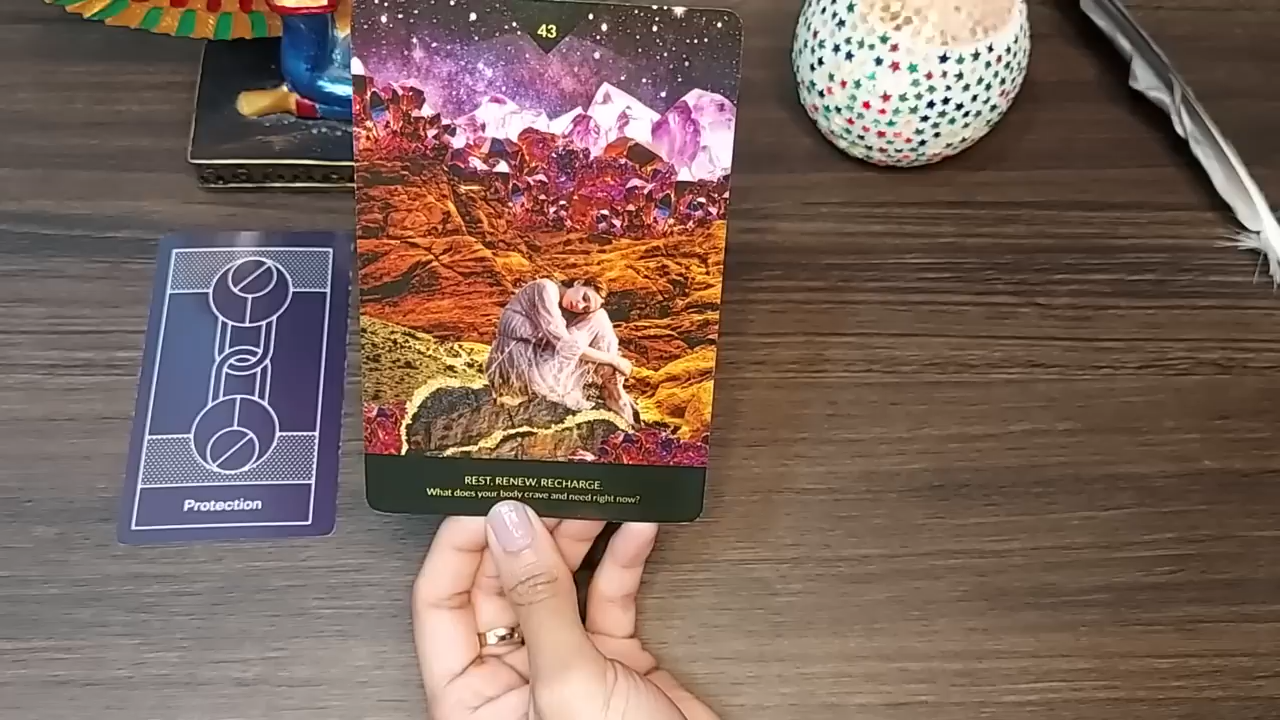 43
REST, RENEW, RECHARGE.
What does your body crave and need right now?
Protection